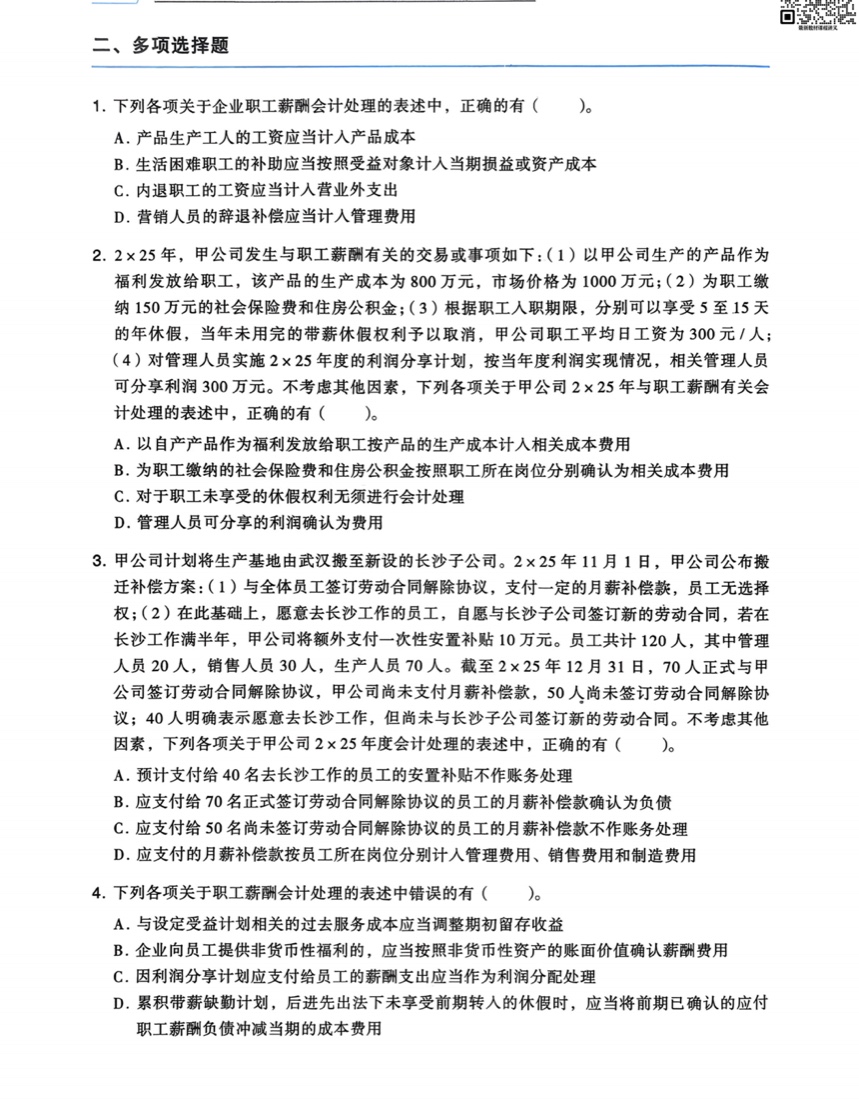 二、多项选择题
1. 下列各项关于企业职工薪酬会计处理的表述中，正确的有（  ）。
A. 产品生产工人的工资应当计入产品成本
B. 生活困难职工的补助应当按照受益对象计入当期损益或资产成本
C. 内退职工的工资应当计入营业外支出
D. 营销人员的辞退补偿应当计入管理费用
2. 2×25 年，甲公司发生与职工薪酬有关的交易或事项如下：（1）以甲公司生产的产品作为
福利发放给职工，该产品的生产成本为 800 万元，市场价格为 1000 万元；（2）为职工缴
纳 150 万元的社会保险费和住房公积金；（3）根据职工入职期限，分别可以享受 5 至 15 天
的年休假，当年未用完的带薪休假权利予以取消，甲公司职工平均日工资为 300 元 / 人；
（4）对管理人员实施 2×25 年度的利润分享计划，按当年度利润实现情况，相关管理人员
可分享利润 300 万元。不考虑其他因素，下列各项关于甲公司 2×25 年与职工薪酬有关会
计处理的表述中，正确的有（  ）。
A. 以自产产品作为福利发放给职工按产品的生产成本计入相关成本费用
B. 为职工缴纳的社会保险费和住房公积金按照职工所在岗位分别确认为相关成本费用
C. 对于职工未享受的休假权利无须进行会计处理
D. 管理人员可分享的利润确认为费用
3. 甲公司计划将生产基地由武汉搬至新设的长沙子公司。2×25 年 11 月 1 日，甲公司公布搬
迁补偿方案：（1）与全体员工签订劳动合同解除协议，支付一定的月薪补偿款，员工无选择
权；（2）在此基础上，愿意去长沙工作的员工，自愿与长沙子公司签订新的劳动合同，若在
长沙工作满半年，甲公司将额外支付一次性安置补贴 10 万元。员工共计 120 人，其中管理
人员 20 人，销售人员 30 人，生产人员 70 人。截至 2×25 年 12 月 31 日，70 人正式与甲
公司签订劳动合同解除协议，甲公司尚未支付月薪补偿款，50 人尚未签订劳动合同解除协
议；40 人明确表示愿意去长沙工作，但尚未与长沙子公司签订新的劳动合同。不考虑其他
因素，下列各项关于甲公司 2×25 年度会计处理的表述中，正确的有（  ）。
A. 预计支付给 40 名去长沙工作的员工的安置补贴不作账务处理
B. 应支付给 70 名正式签订劳动合同解除协议的员工的月薪补偿款确认为负债
C. 应支付给 50 名尚未签订劳动合同解除协议的员工的月薪补偿款不作账务处理
D. 应支付的月薪补偿款按员工所在岗位分别计入管理费用、销售费用和制造费用
4. 下列各项关于职工薪酬会计处理的表述中错误的有（  ）。
A. 与设定受益计划相关的过去服务成本应当调整期初留存收益
B. 企业向员工提供非货币性福利的，应当按照非货币性资产的账面价值确认薪酬费用
C. 因利润分享计划应支付给员工的薪酬支出应当作为利润分配处理
D. 累积带薪缺勤计划，后进先出法下未享受前期转入的休假时，应当将前期已确认的应付
职工薪酬负债冲减当期的成本费用